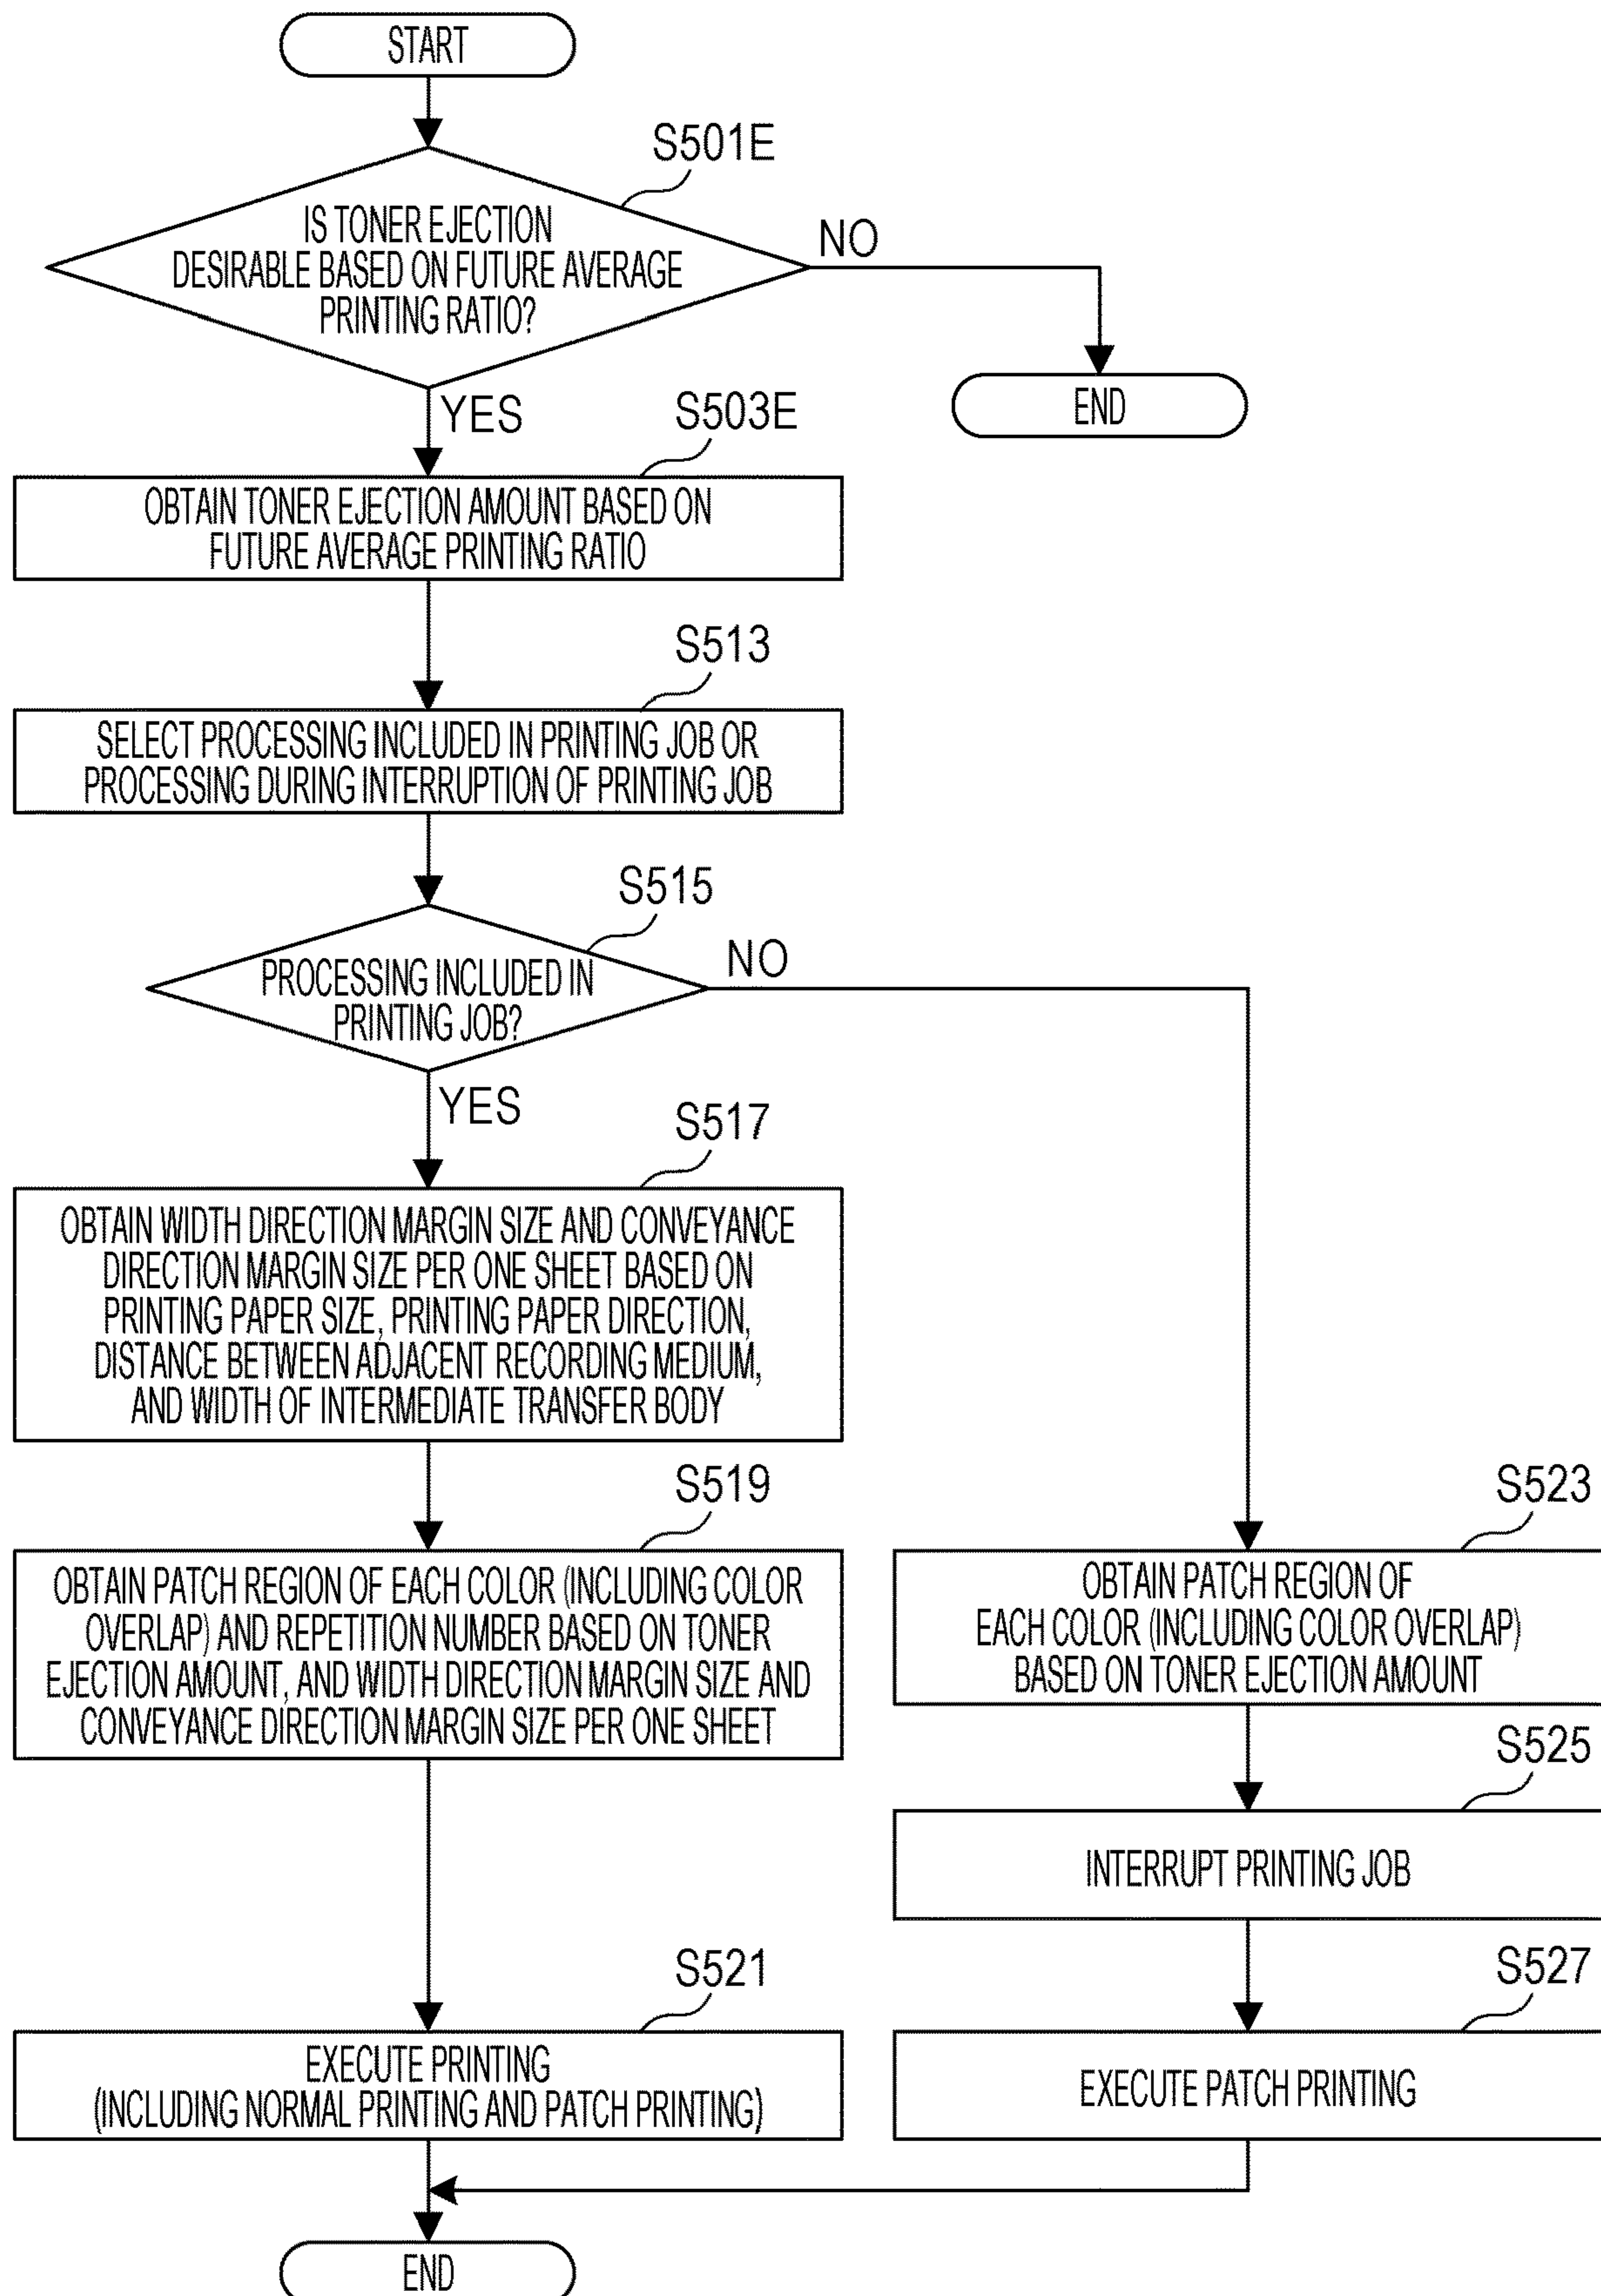 START
S501E
IS TONER EJECTION
DESIRABLE BASED ON FUTURE AVERAGE
PRINTING RATIO?
NO
END
YES
S503E
OBTAIN TONER EJECTION AMOUNT BASED ON
FUTURE AVERAGE PRINTING RATIO
S513
SELECT PROCESSING INCLUDED IN PRINTING JOB OR
PROCESSING DURING INTERRUPTION OF PRINTING JOB
S515
PROCESSING INCLUDED IN
PRINTING JOB?
NO
YES
S517
OBTAIN WIDTH DIRECTION MARGIN SIZE AND CONVEYANCE
DIRECTION MARGIN SIZE PER ONE SHEET BASED ON
PRINTING PAPER SIZE, PRINTING PAPER DIRECTION,
DISTANCE BETWEEN ADJACENT RECORDING MEDIUM,
AND WIDTH OF INTERMEDIATE TRANSFER BODY
S519
OBTAIN PATCH REGION OF EACH COLOR (INCLUDING COLOR
OVERLAP) AND REPETITION NUMBER BASED ON TONER
EJECTION AMOUNT, AND WIDTH DIRECTION MARGIN SIZE AND
CONVEYANCE DIRECTION MARGIN SIZE PER ONE SHEET
S523
OBTAIN PATCH REGION OF
EACH COLOR (INCLUDING COLOR OVERLAP)
BASED ON TONER EJECTION AMOUNT
S525
INTERRUPT PRINTING JOB
S521
EXECUTE PRINTING
(INCLUDING NORMAL PRINTING AND PATCH PRINTING)
S527
EXECUTE PATCH PRINTING
END